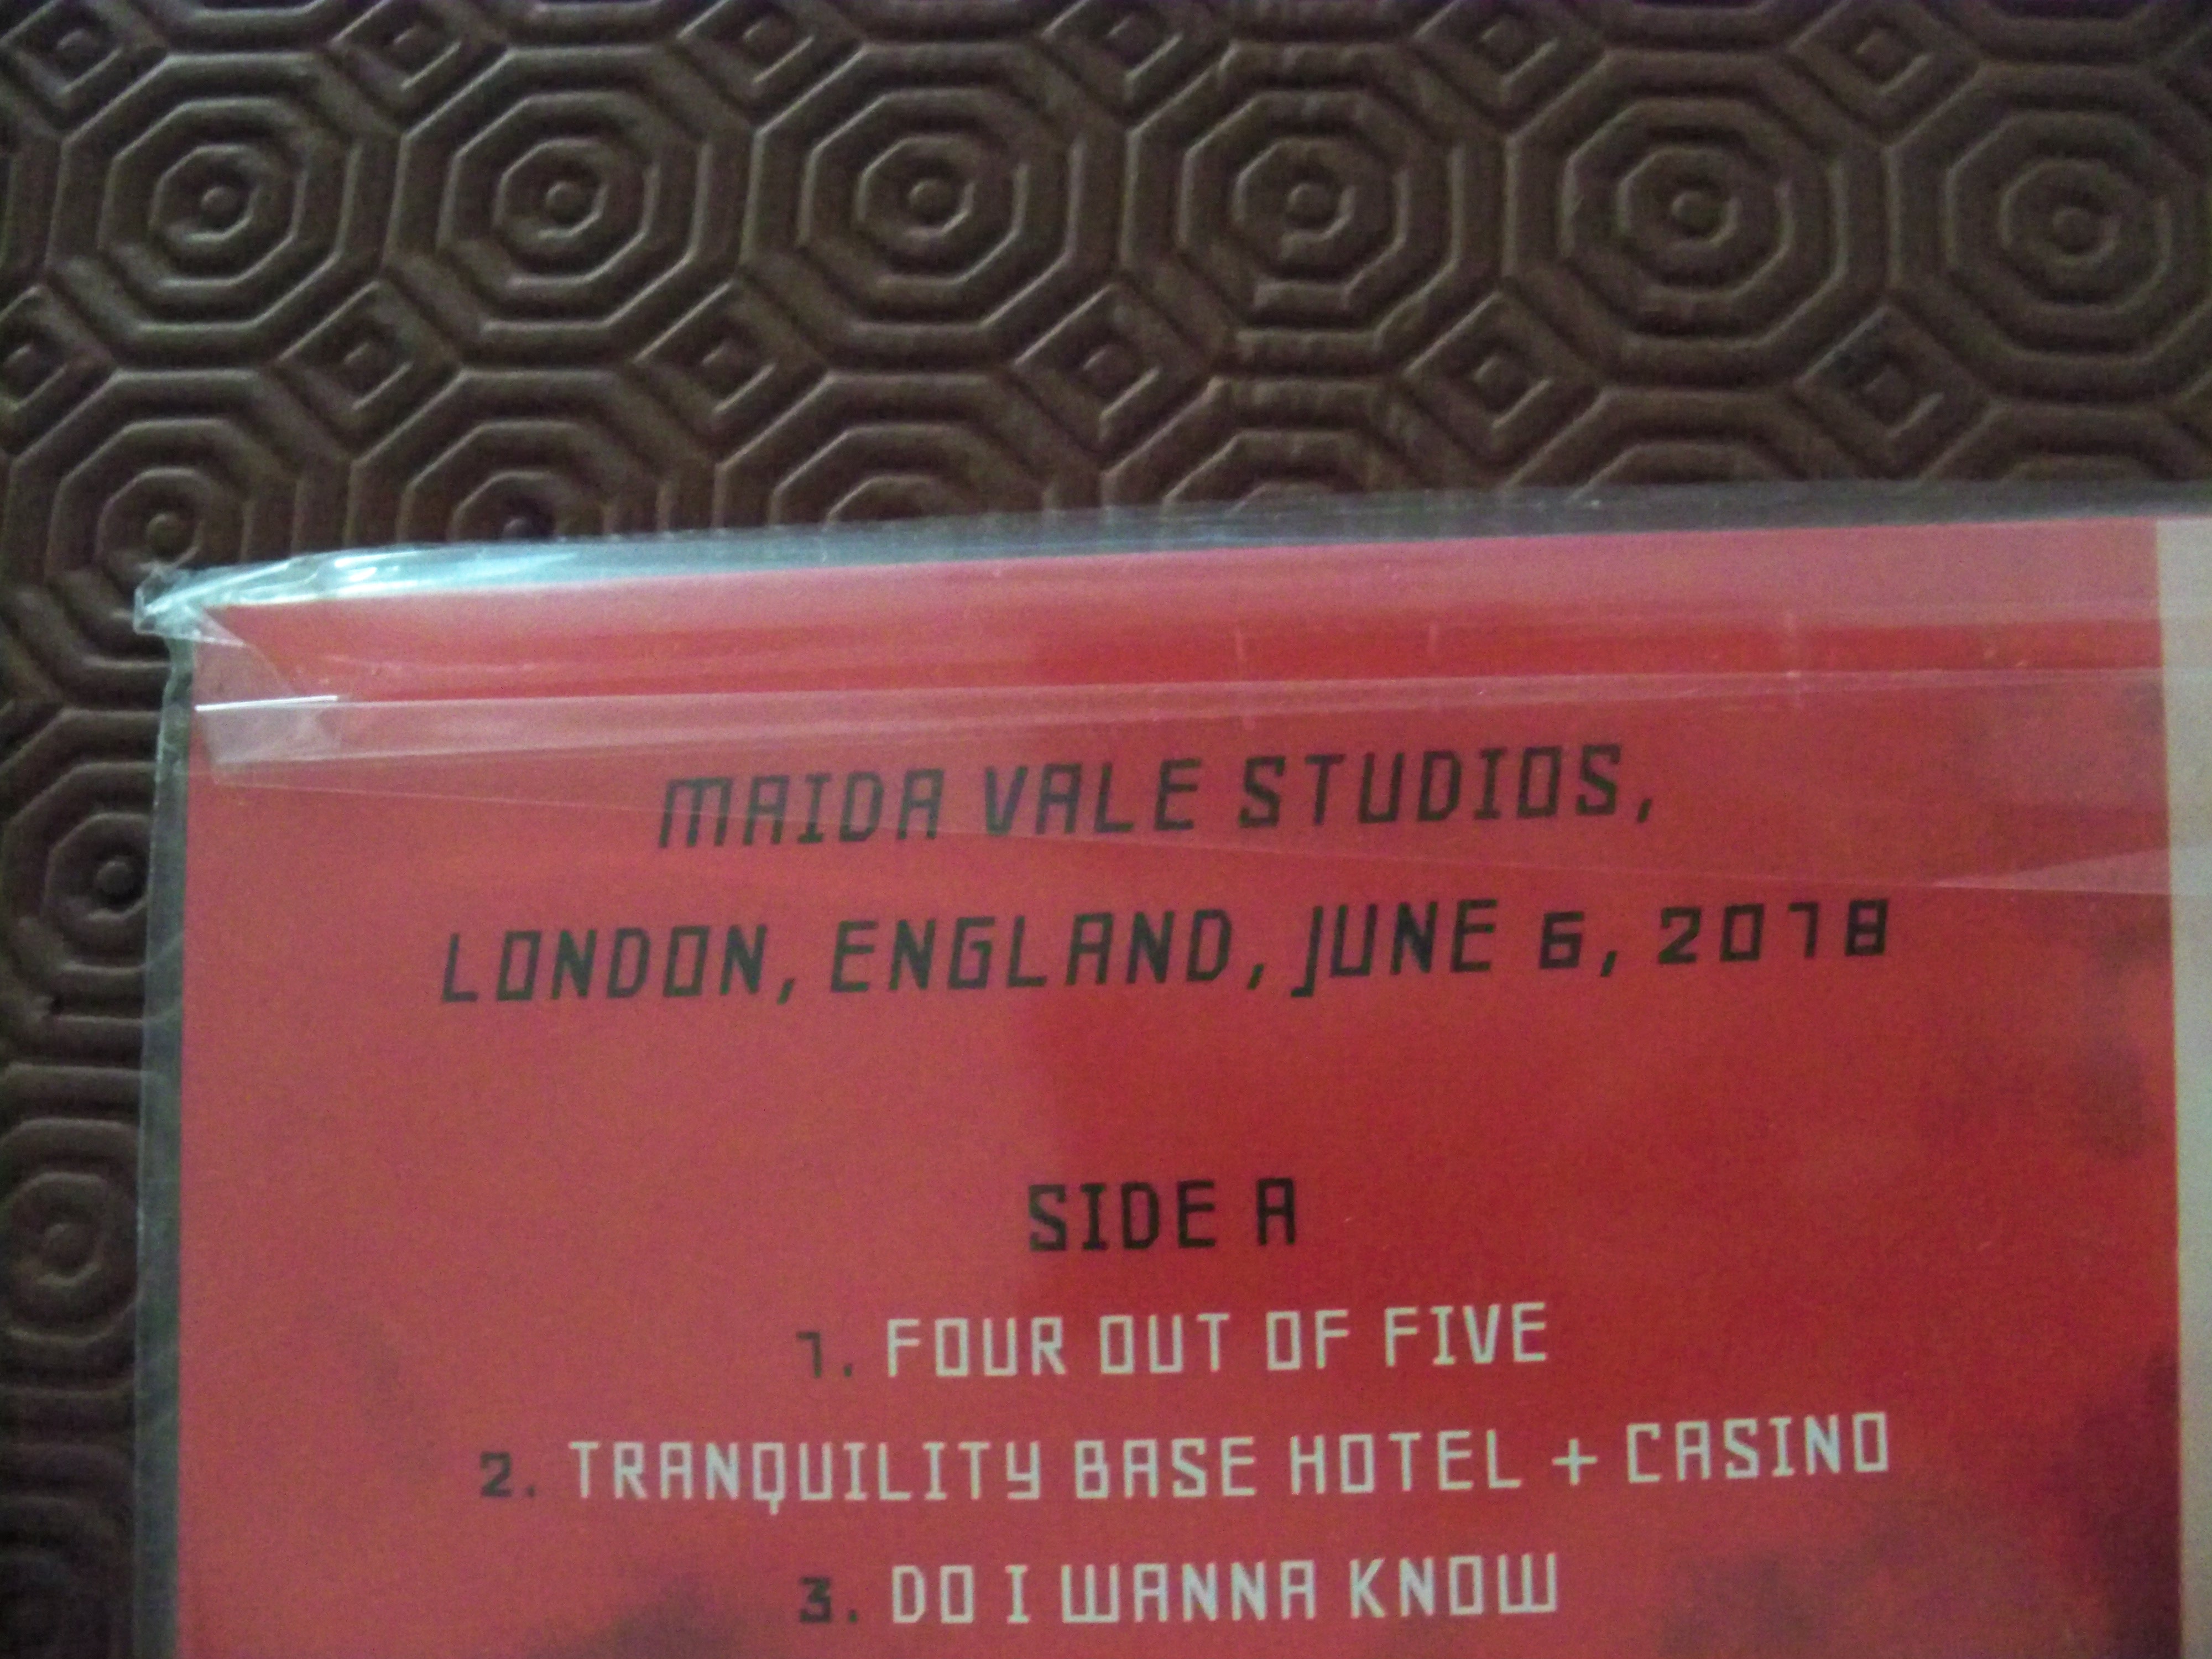 MAIDA VALE STUDIOS,
LONDON, ENGLAND, JUNE 6, 2018
SIDE A
1. FOUR OUT OF FIVE
2. TRANQUILITY BASE HOTEL + CASINO
3. DO I WANNA KNOW